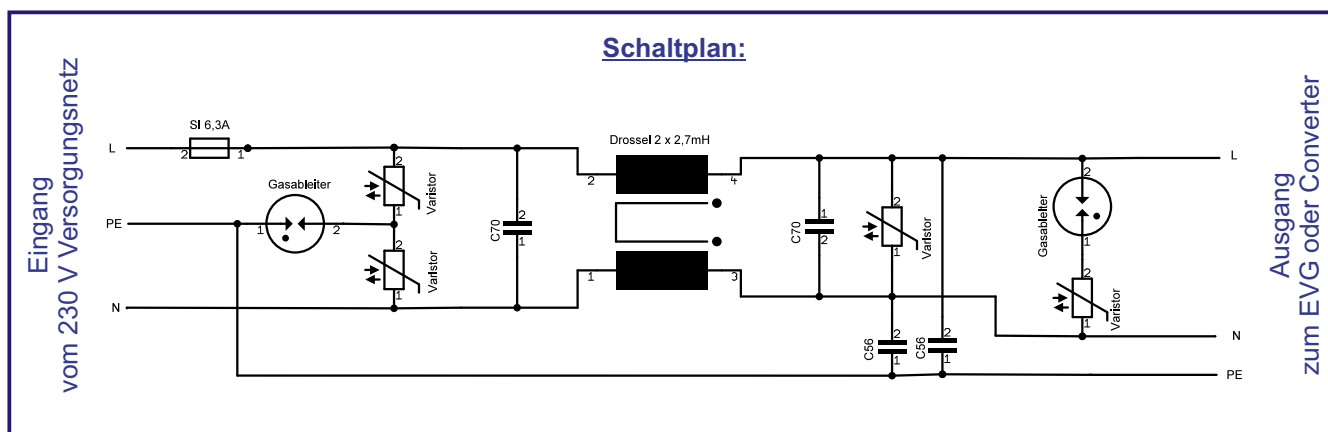 Schaltplan:
Eingang
vom 230 V Versorgungsnetz
SI 6,3A
L
2
1
Gasableiter
PE
1
2
N
2
1
Varistor
2
1
Varistor
C70
2
1
Drossel 2 x 2,7mH
2
4
1
3
C70
1
2
2
1
Varistor
C56
2
1
C56
2
1
Gasableiter
2
1
2
1
Varistor
L
N
PE
Ausgang
zum EVG oder Converter